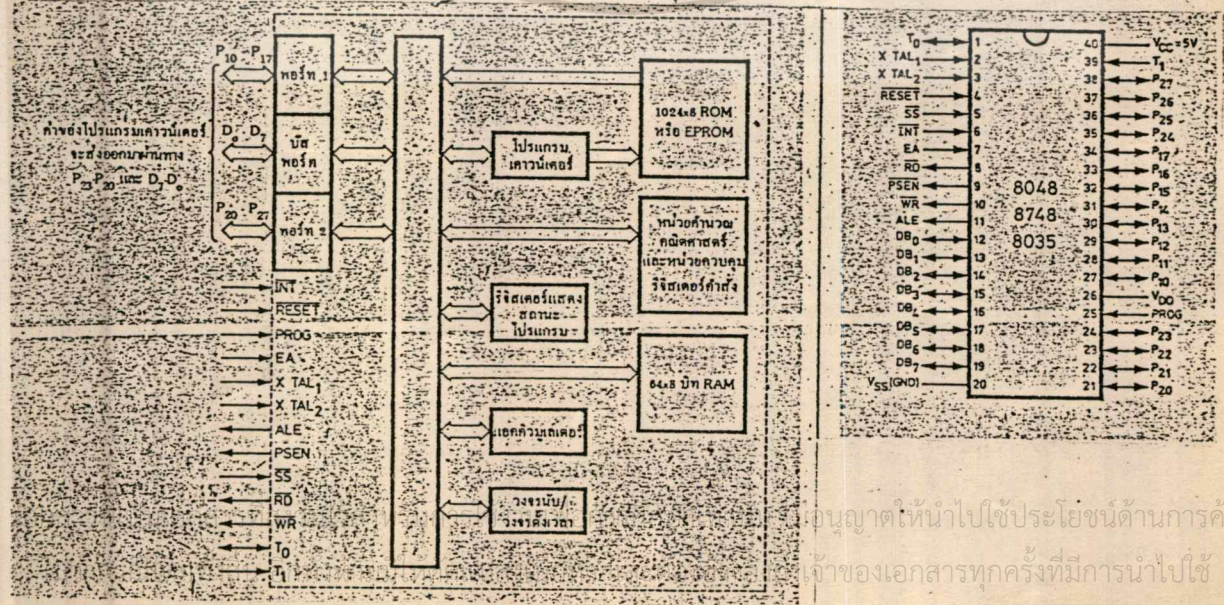 P10 - P17
พอร์ท 1
ค่าของโปรแกรมเคาวน์เตอร์
จะส่งออกมาผ่านทาง
P23-P20 และ D7-D0
D0 D7
บัส
พอร์ต
P20 - P27
พอร์ท 2
INT
RESET
PROG
EA
X TAL1
X TAL2
ALE
PSEN
SS
RD
WR
T0
T1
โปรแกรม
เคาวน์เตอร์
1024x8 ROM
หรือ EPROM
หน่วยคำนวณ
คณิตศาสตร์
และหน่วยควบคุม
รีจิสเตอร์คำสั่ง
รีจิสเตอร์แสดง
สถานะ
โปรแกรม
64x8 บิท RAM
แอคคิวมูเลเตอร์
วงจรนับ/
วงจรตั้งเวลา
T0 1 40 VCC=5V
X TAL1 2 39 T1
X TAL2 3 38 P27
RESET 4 37 P26
SS 5 36 P25
INT 6 35 P24
EA 7 34 P17
RD 8 33 P16
PSEN 9 32 P15
WR 10 31 P14
ALE 11 30 P13
DB0 12 29 P12
DB1 13 28 P11
DB2 14 27 P10
DB3 15 26 VDD
DB4 16 25 PROG
DB5 17 24 P23
DB6 18 23 P22
DB7 19 22 P21
VSS(GND) 20 21 P20
8048
8748
8035
อนุญาตให้นำไปใช้ประโยชน์ด้านการค้
เจ้าของเอกสารทุกครั้งที่มีการนำไปใช้